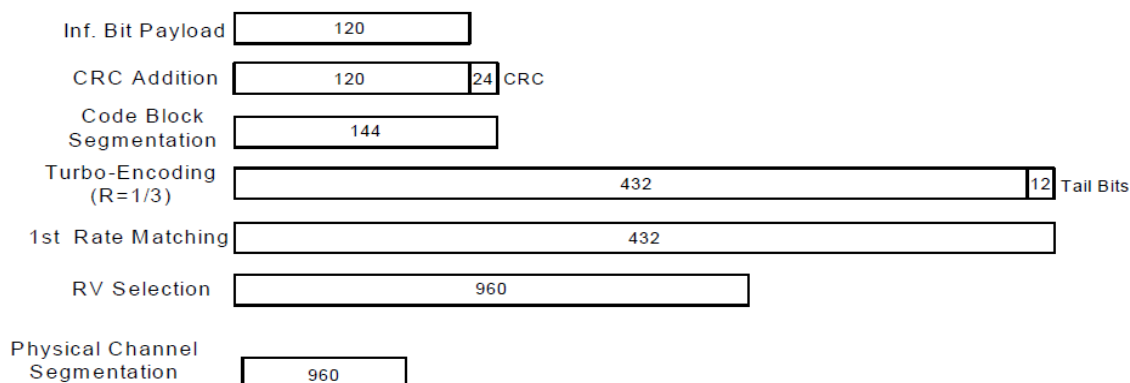 Inf. Bit Payload 120
CRC Addition 120 24 CRC
Code Block
Segmentation 144
Turbo-Encoding
(R=1/3) 432 12 Tail Bits
1st Rate Matching 432
RV Selection 960
Physical Channel
Segmentation 960